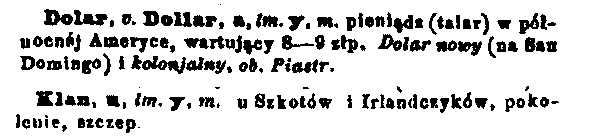 Dolar, v. Dollar, a, lm. y, m. pieniądz (talar) w pół-
nocnéj Ameryce, wartujący 8—9 złp. Dolar nowy (na San
Domingo) i kolonjalny, ob. Piastr.
Klan, u, lm. y, m. u Szkotów i Irlandczyków, poko-
lenie, szczep.